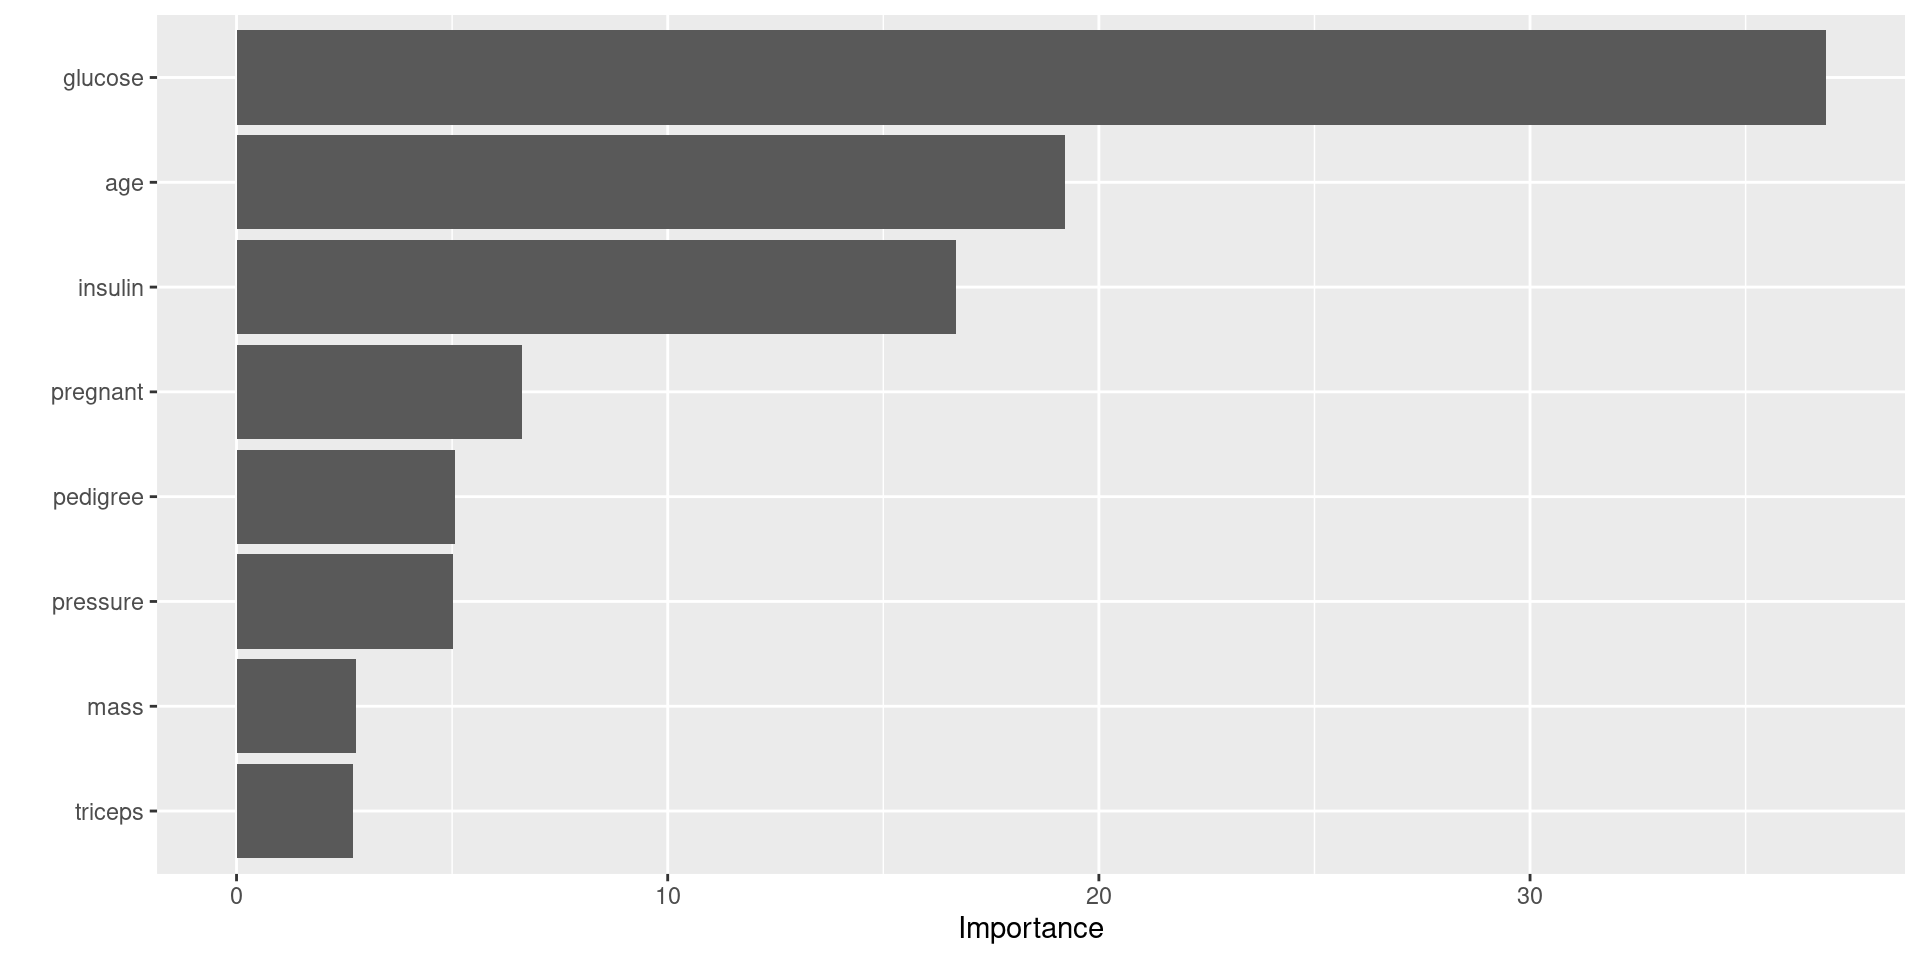 glucose
age
insulin
pregnant
pedigree
pressure
mass
triceps
0 10 20 30
Importance